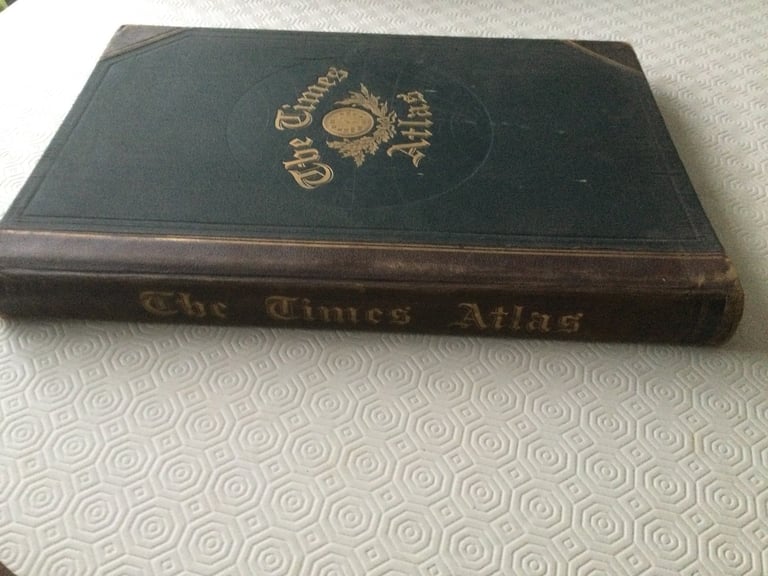 The Times
Atlas
The Times Atlas